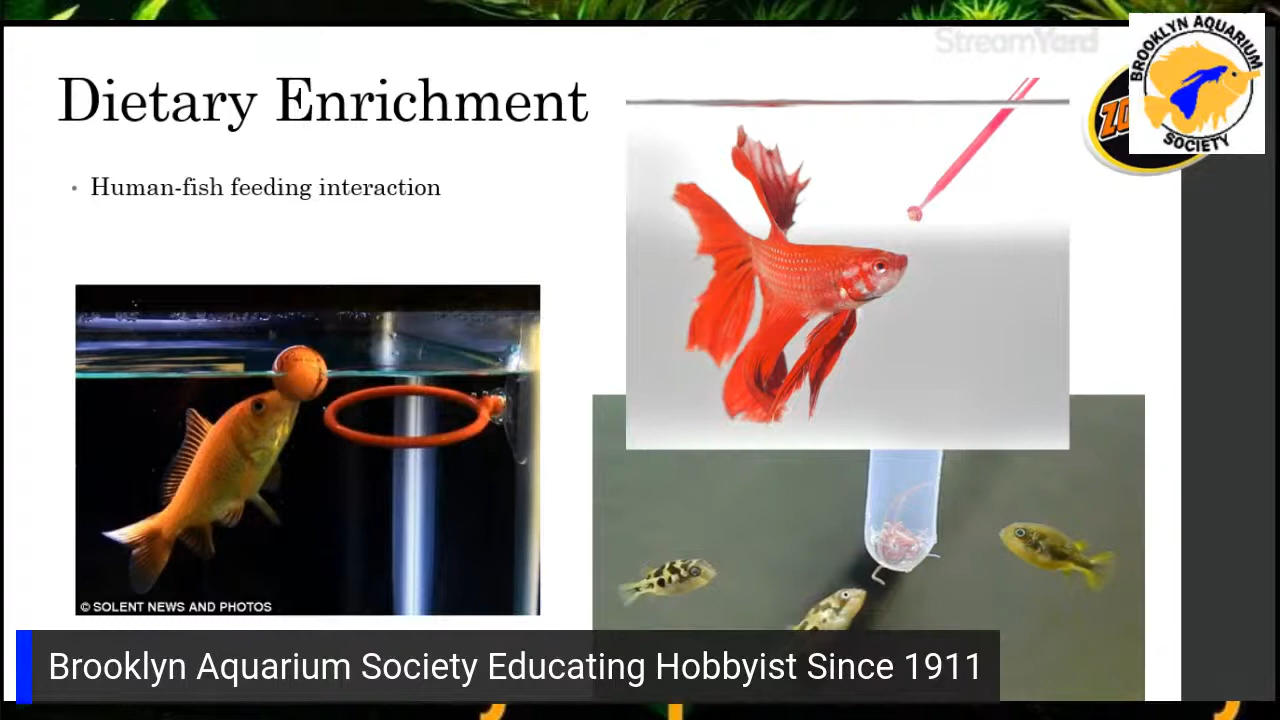 Dietary Enrichment
• Human-fish feeding interaction
StreamYard
BROOKLYN AQUARIUM
SOCIETY
ZO
© SOLENT NEWS AND PHOTOS
Brooklyn Aquarium Society Educating Hobbyist Since 1911